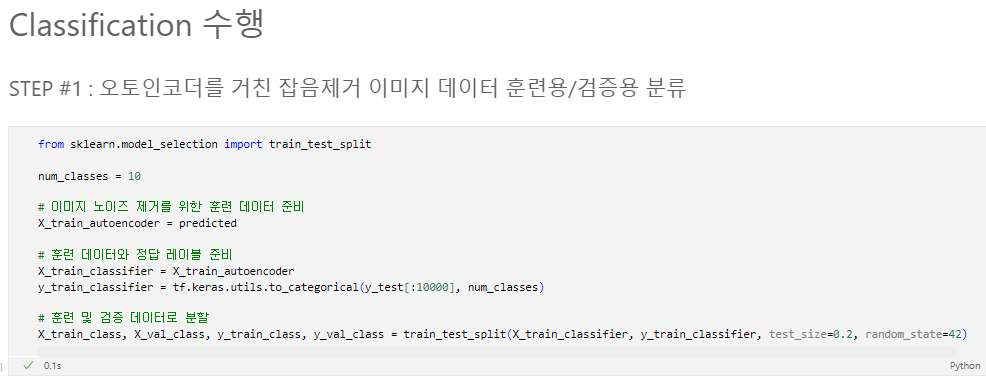 Classification 수행
STEP #1 : 오토인코더를 거친 잡음제거 이미지 데이터 훈련용/검증용 분류
from sklearn.model_selection import train_test_split
num_classes = 10
# 이미지 노이즈 제거를 위한 훈련 데이터 준비
X_train_autoencoder = predicted
# 훈련 데이터와 정답 레이블 준비
X_train_classifier = X_train_autoencoder
y_train_classifier = tf.keras.utils.to_categorical(y_test[:10000], num_classes)
# 훈련 및 검증 데이터로 분할
X_train_class, X_val_class, y_train_class, y_val_class = train_test_split(X_train_classifier, y_train_classifier, test_size=0.2, random_state=42)
0.1s Python